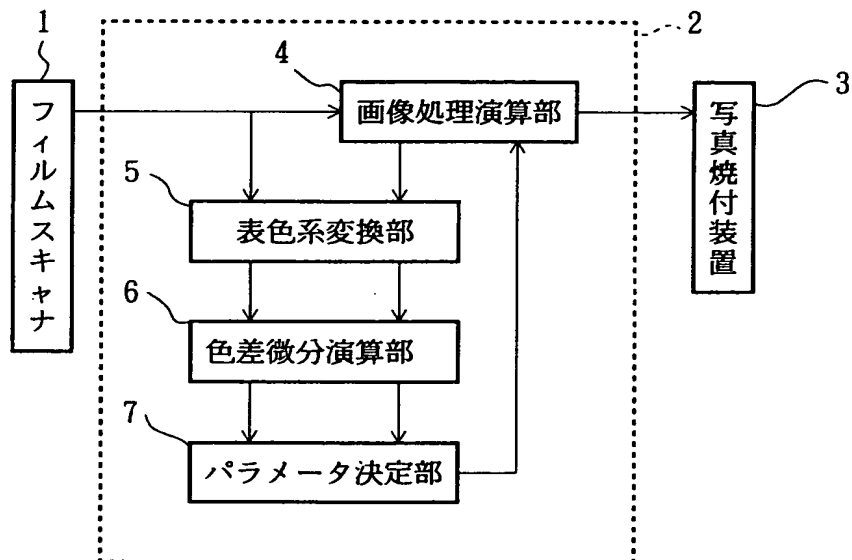 1
2
3
4
5
6
7
フィルムスキャナ
画像処理演算部
写真焼付装置
表色系変換部
色差微分演算部
パラメータ決定部